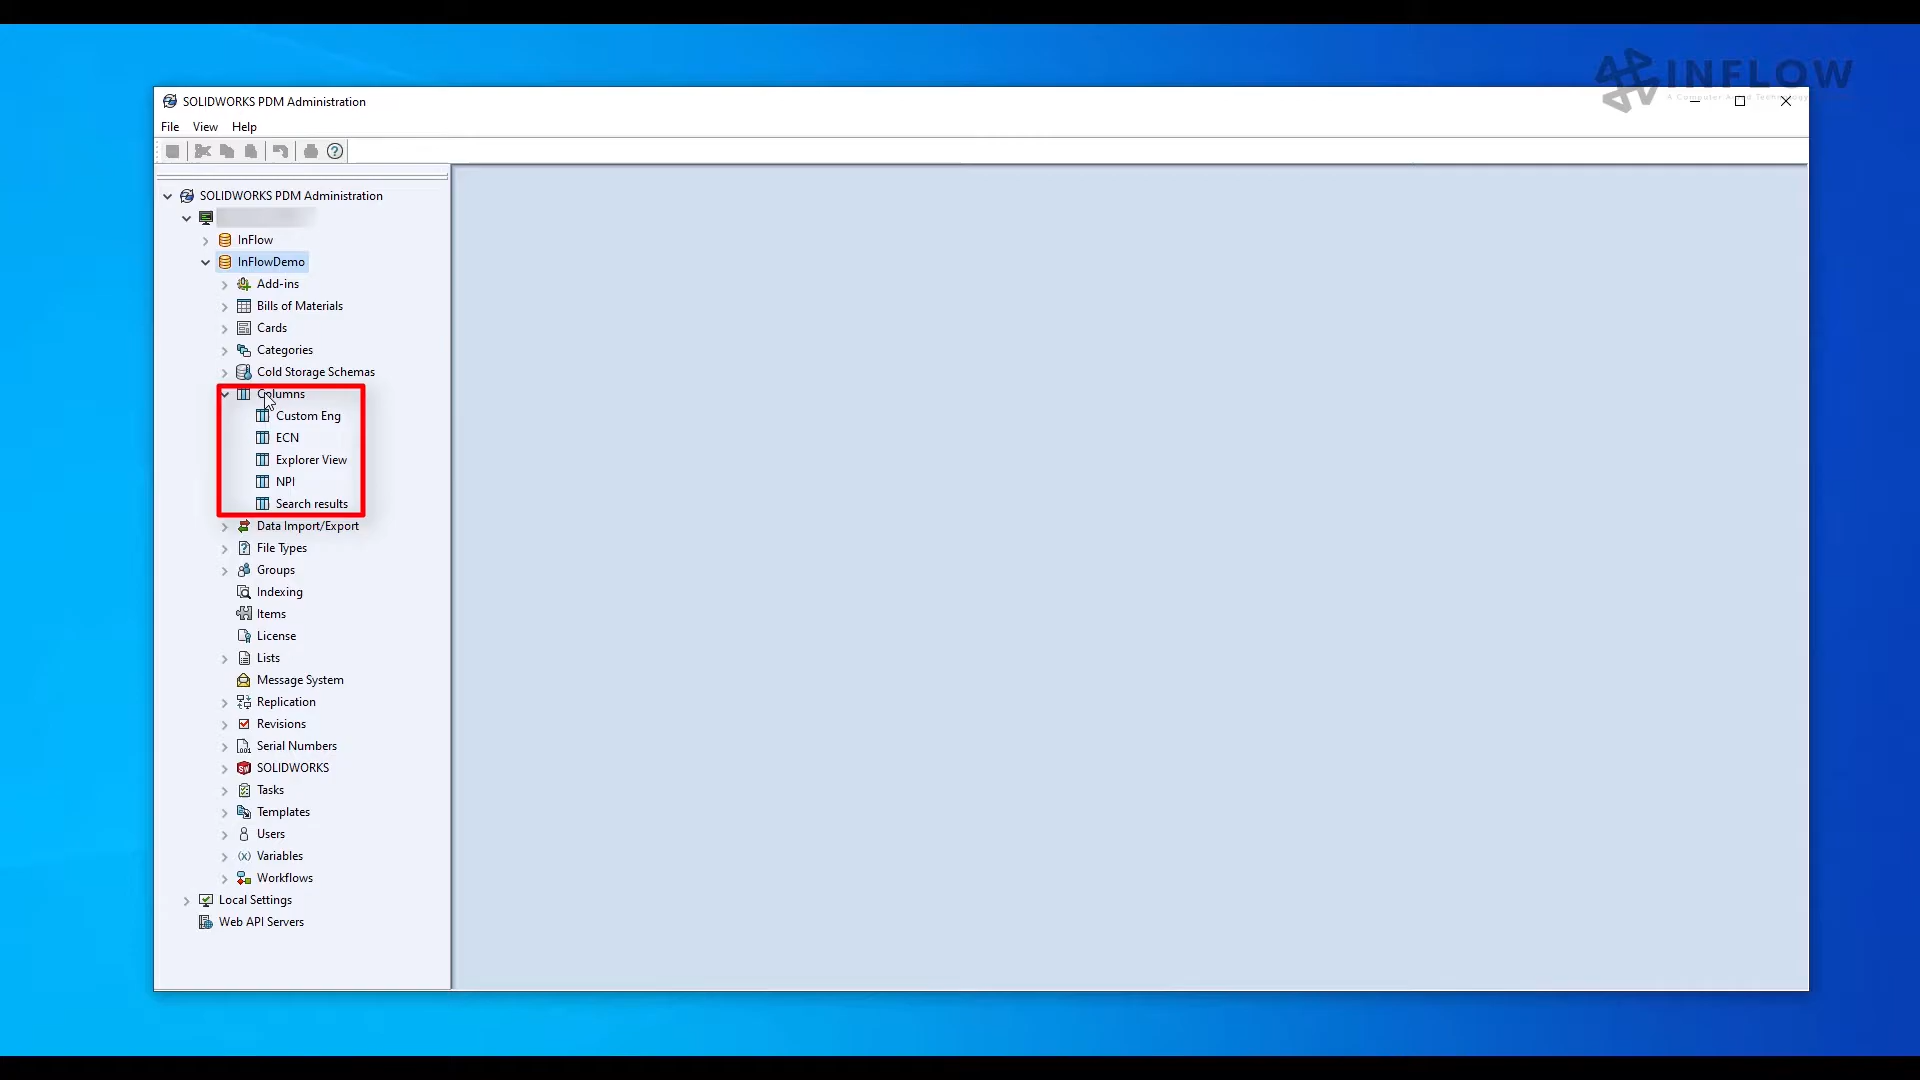 INFLOW
SOLIDWORKS PDM Administration
File View Help
SOLIDWORKS PDM Administration
InFlow
InFlowDemo
Add-ins
Bills of Materials
Cards
Categories
Cold Storage Schemas
Columns
Custom Eng
ECN
Explorer View
NPI
Search results
Data Import/Export
File Types
Groups
Indexing
Items
License
Lists
Message System
Replication
Revisions
Serial Numbers
SOLIDWORKS
Tasks
Templates
Users
Variables
Workflows
Local Settings
Web API Servers